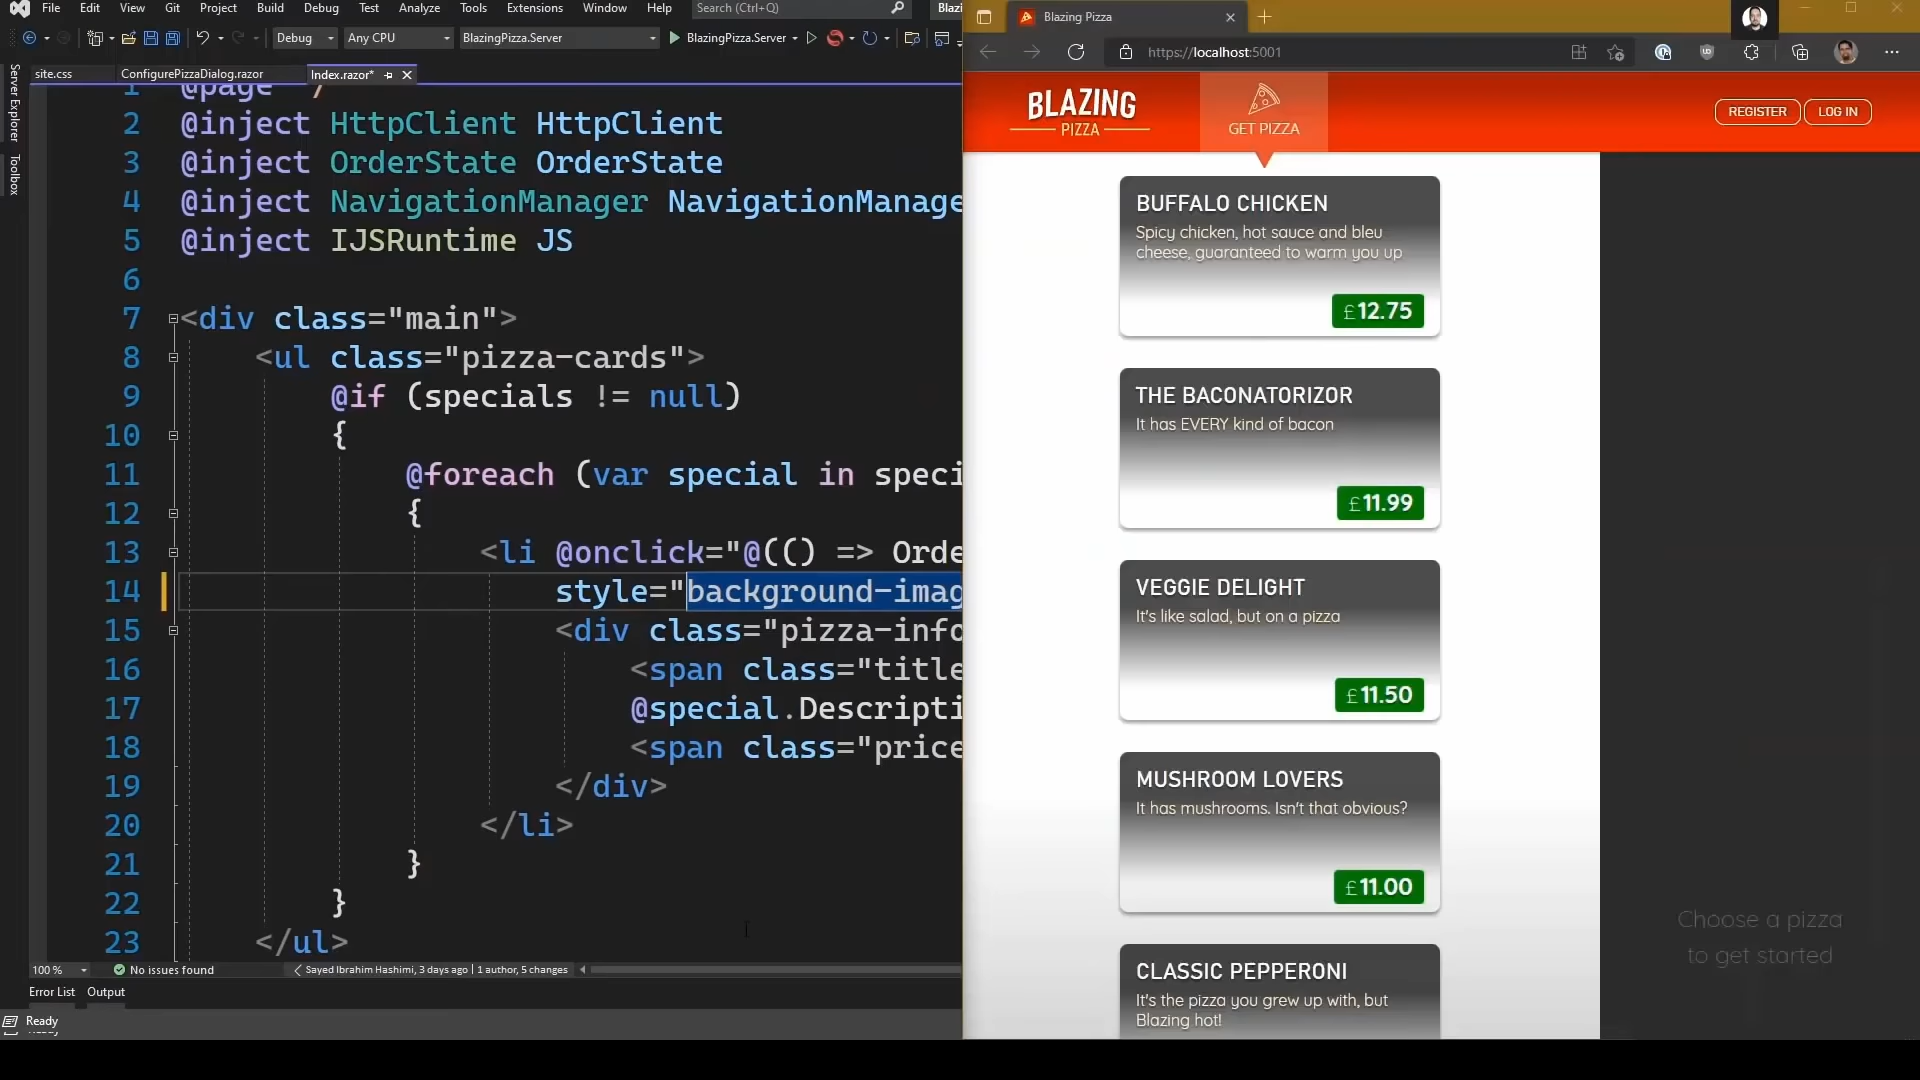 File Edit View Git Project Build Debug Test Analyze Tools Extensions Window Help Search (Ctrl+Q) Blazi
Debug Any CPU BlazingPizza.Server BlazingPizza.Server
site.css ConfigurePizzaDialog.razor Index.razor*
Server Explorer
Toolbox
1 @page "/
2 @inject HttpClient HttpClient
3 @inject OrderState OrderState
4 @inject NavigationManager NavigationManage
5 @inject IJSRuntime JS
6
7 <div class="main">
8 <ul class="pizza-cards">
9 @if (specials != null)
10 {
11 @foreach (var special in speci
12 {
13 <li @onclick="@(() => Orde
14 style="background-imag
15 <div class="pizza-info
16 <span class="title
17 @special.Descripti
18 <span class="price
19 </div>
20 </li>
21 }
22 }
23 </ul>
100 % No issues found Sayed Ibrahim Hashimi, 3 days ago | 1 author, 5 changes
Error List Output
Ready
Blazing Pizza
https://localhost:5001
BLAZING
PIZZA
GET PIZZA
REGISTER LOG IN
BUFFALO CHICKEN
Spicy chicken, hot sauce and bleu
cheese, guaranteed to warm you up
£12.75
THE BACONATORIZOR
It has EVERY kind of bacon
£11.99
VEGGIE DELIGHT
It's like salad, but on a pizza
£11.50
MUSHROOM LOVERS
It has mushrooms. Isn't that obvious?
£11.00
CLASSIC PEPPERONI
It's the pizza you grew up with, but
Blazing hot!
Choose a pizza
to get started